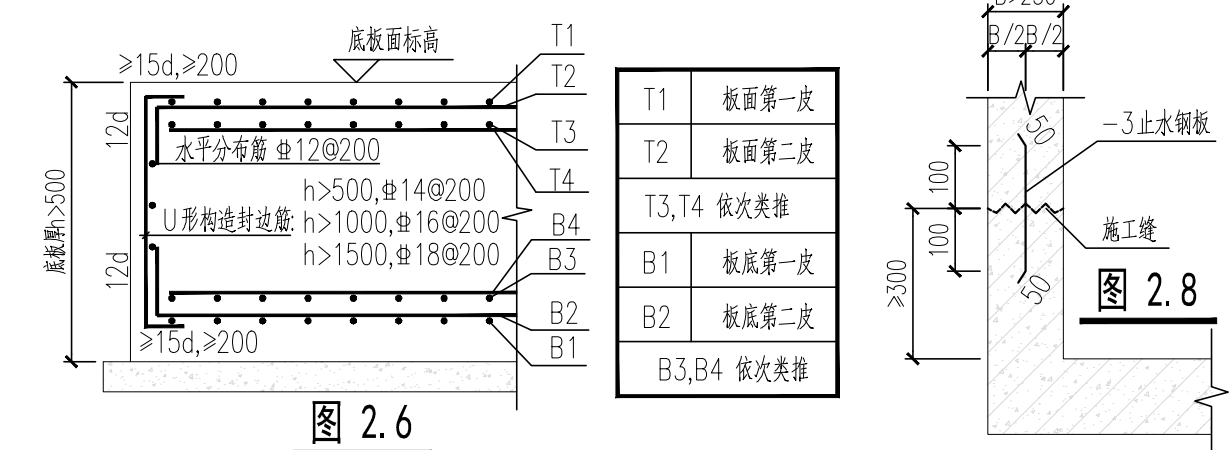 底板面标高
≥15d,≥200
T1
T2
T3
T4
12d
水平分布筋 Φ12@200
底板厚h>500
h>500,Φ14@200
U形构造封边筋: h>1000,Φ16@200
h>1500,Φ18@200
B4
B3
12d
B2
B1
≥15d,≥200
图 2.6
T1 板面第一皮
T2 板面第二皮
T3,T4 依次类推
B1 板底第一皮
B2 板底第二皮
B3,B4 依次类推
B>250
B/2 B/2
50
-3止水钢板
100
100
施工缝
50
≥300
图 2.8